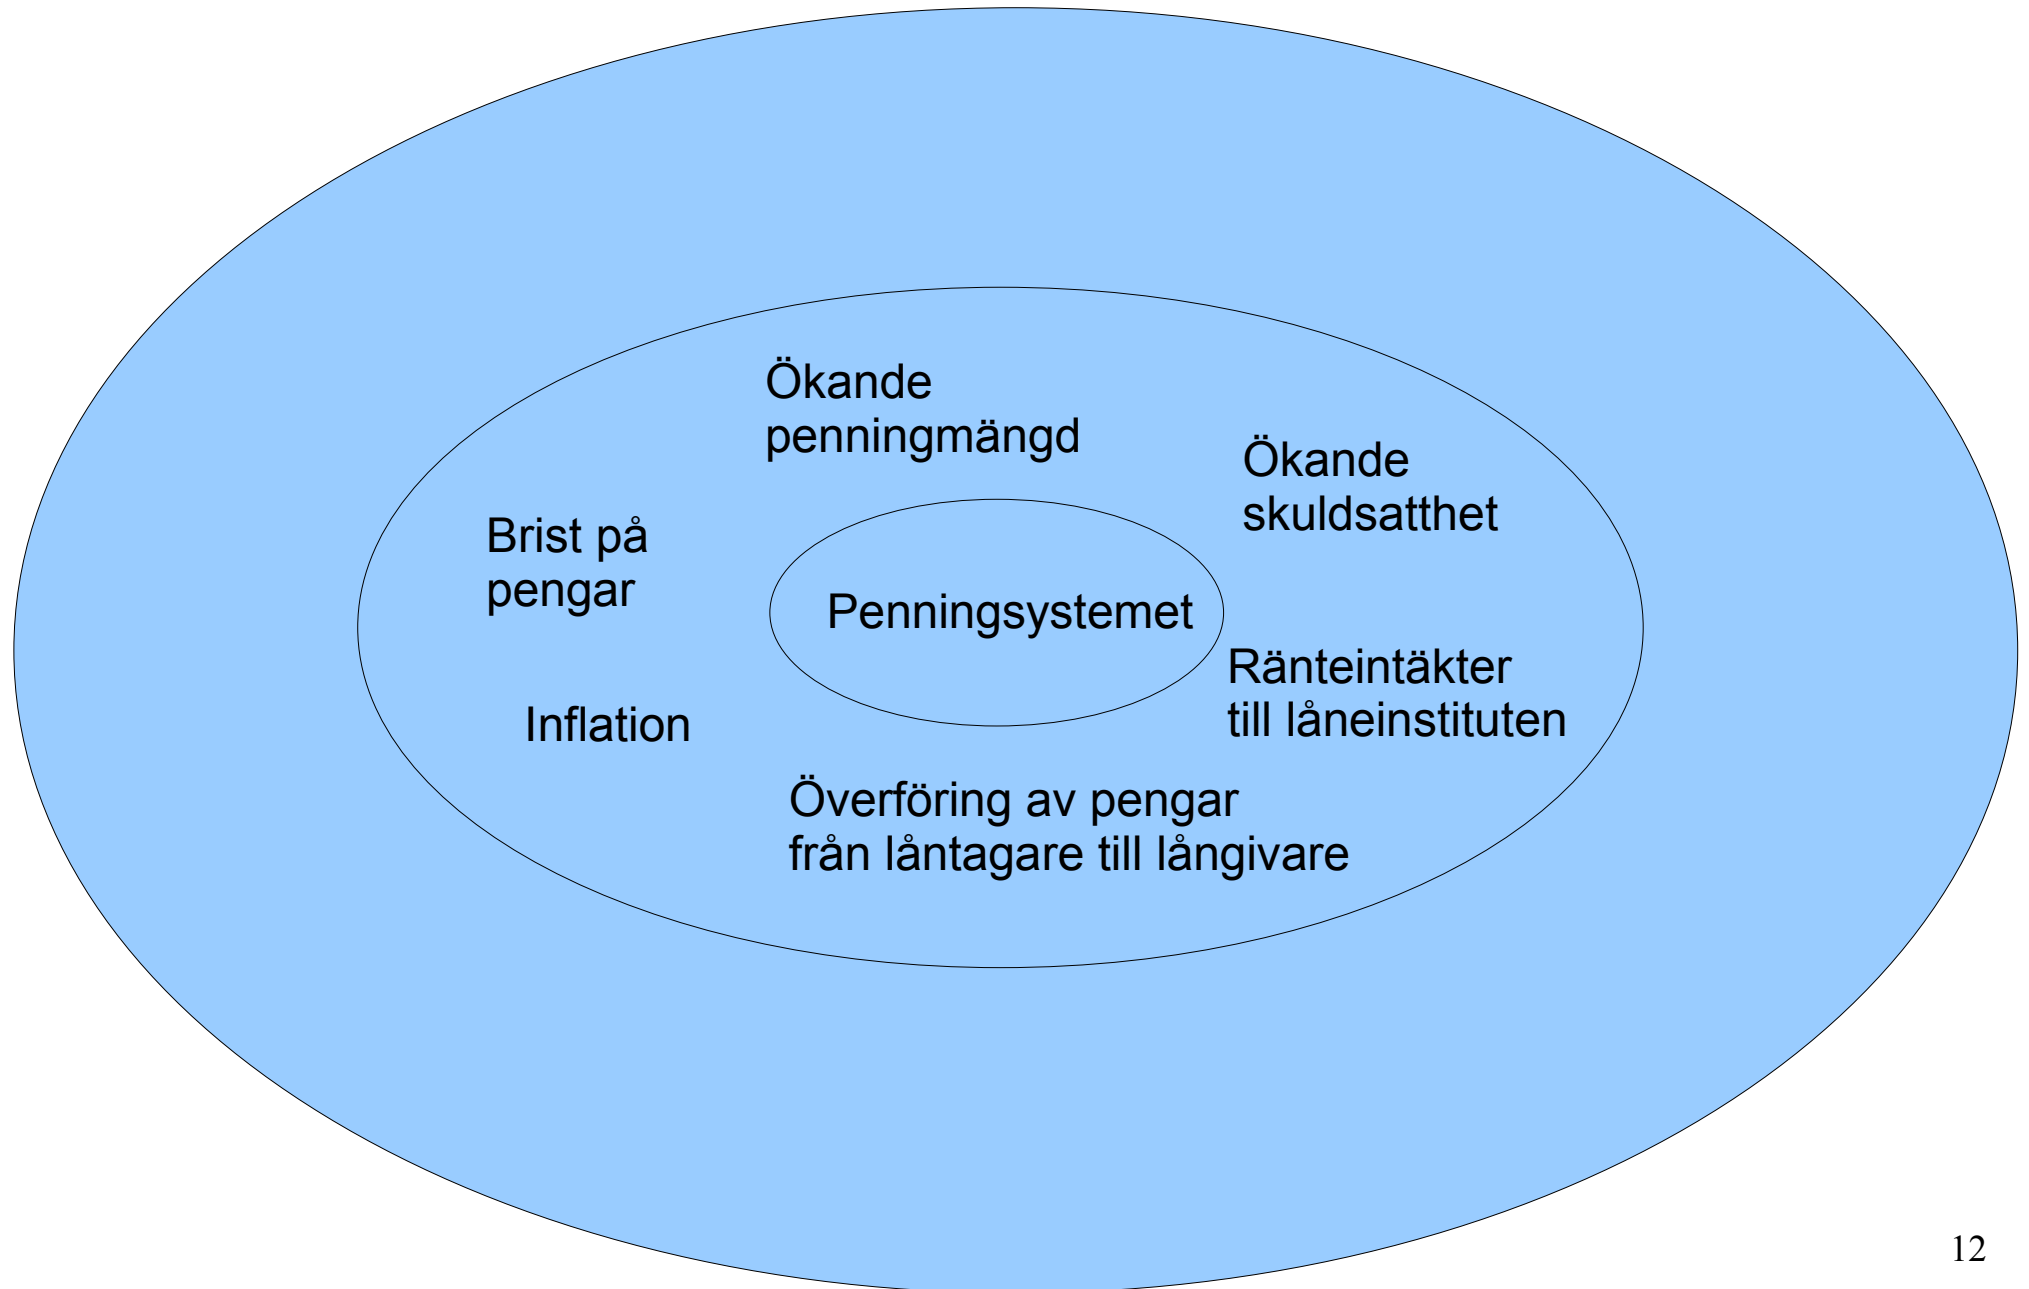 Ökande
penningmängd
Ökande
skuldsatthet
Brist på
pengar
Penningsystemet
Ränteintäkter
till låneinstituten
Inflation
Överföring av pengar
från låntagare till långivare
12